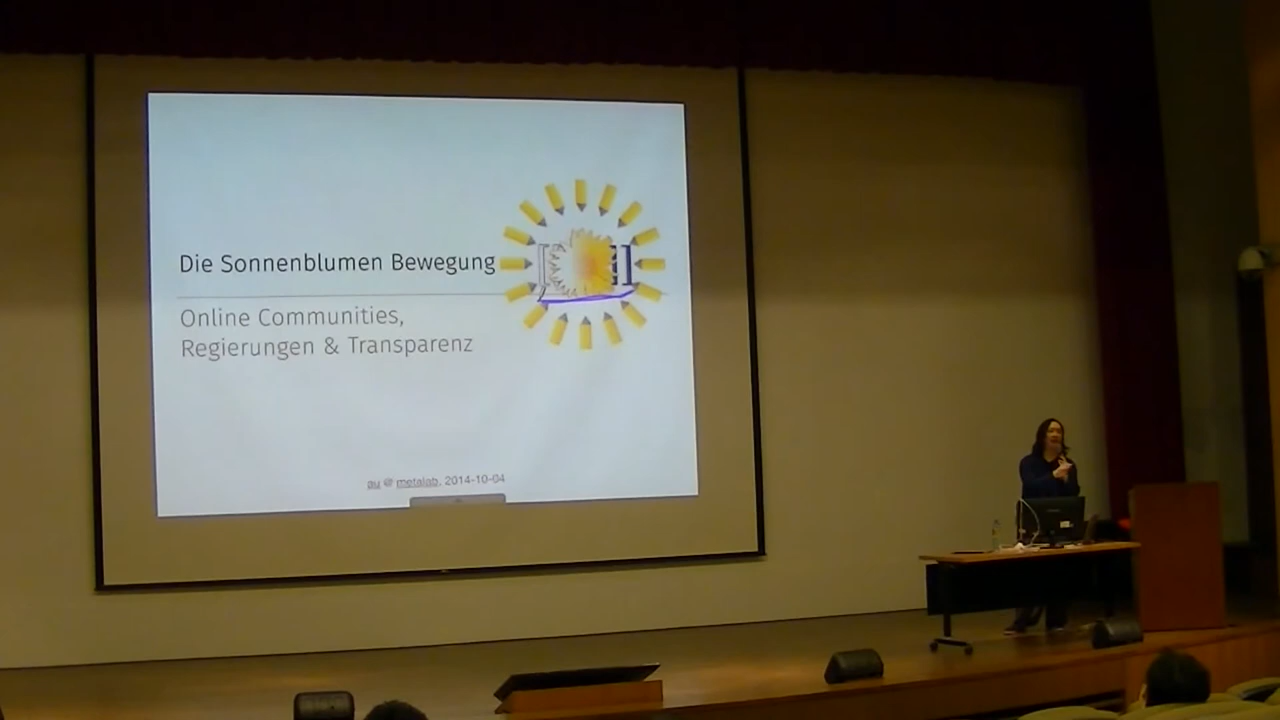 Die Sonnenblumen Bewegung
Online Communities,
Regierungen & Transparenz
au @ metalab, 2014-10-04